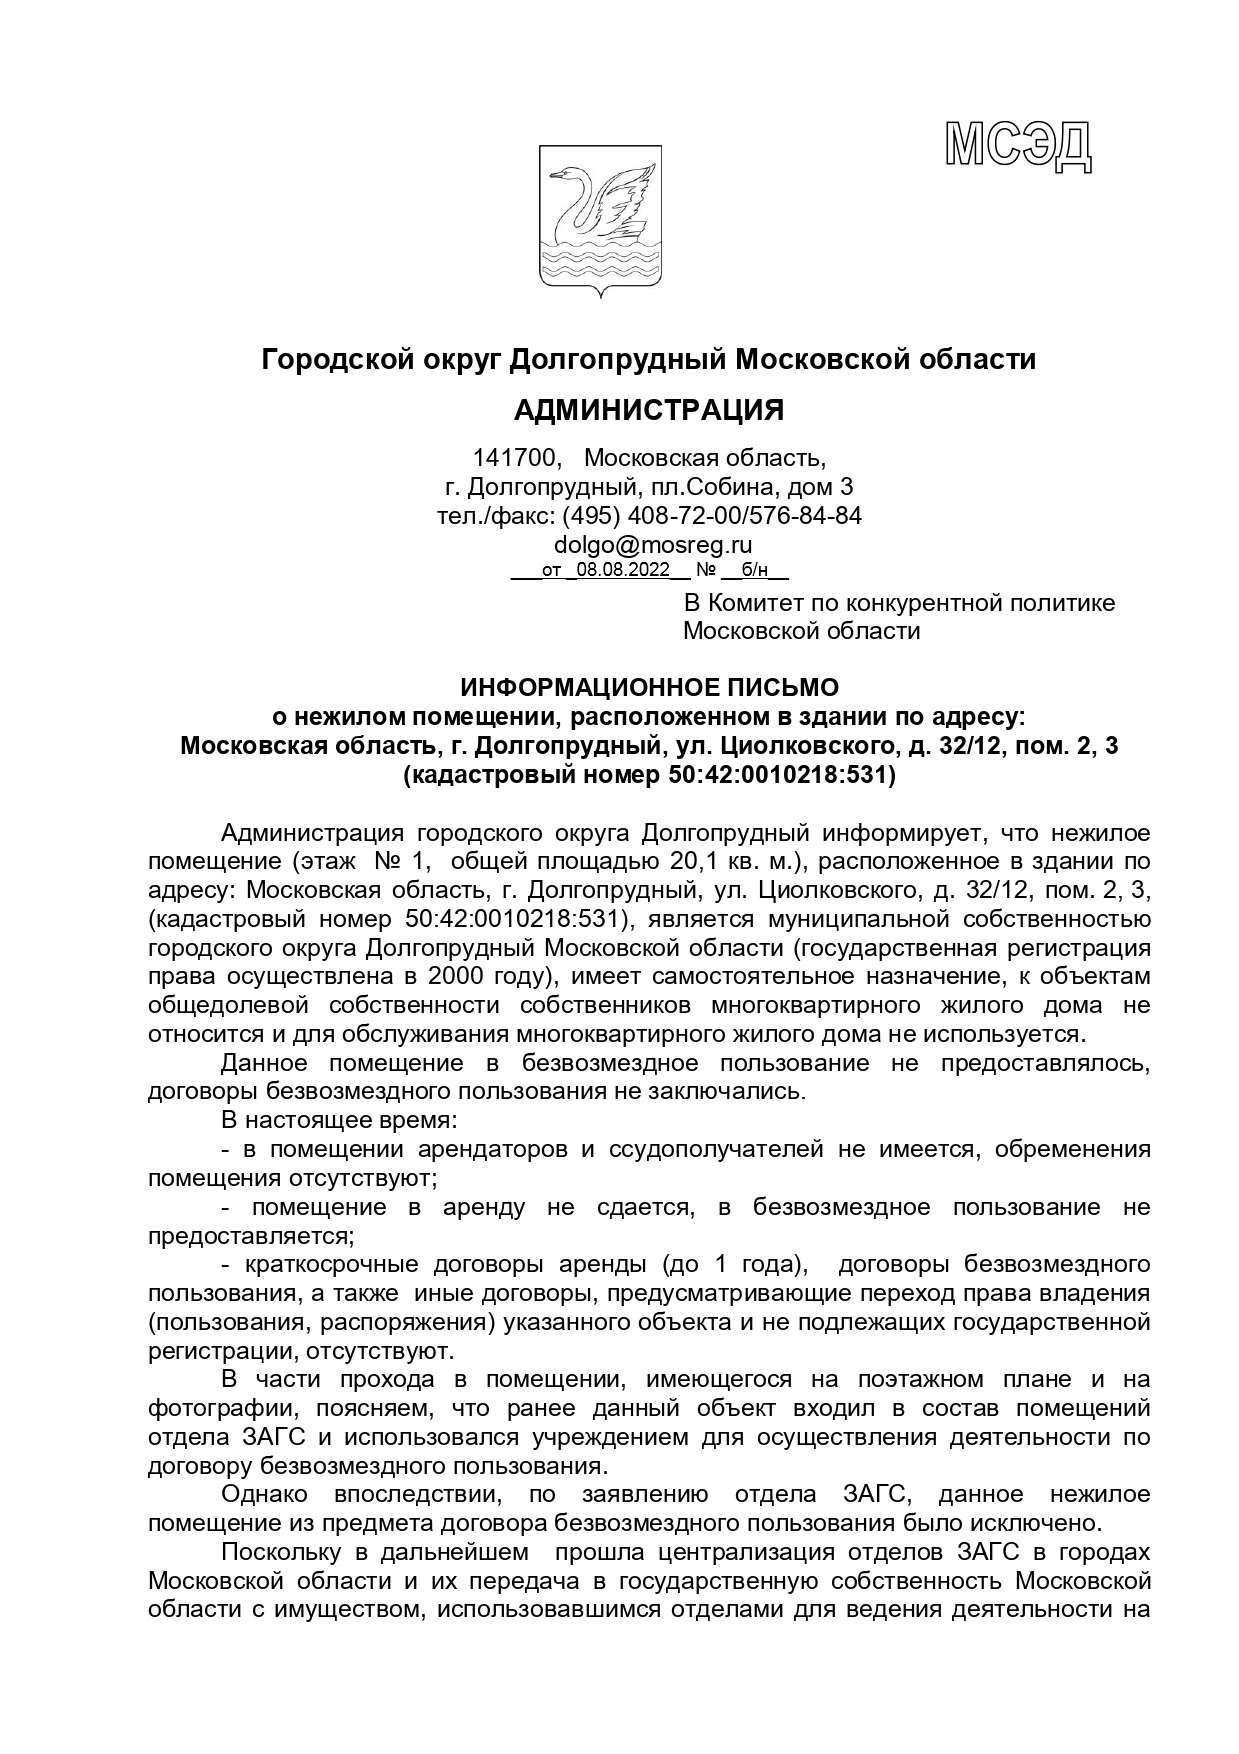 МСЭД
Городской округ Долгопрудный Московской области
АДМИНИСТРАЦИЯ
141700, Московская область,
г. Долгопрудный, пл.Собина, дом 3
тел./факс: (495) 408-72-00/576-84-84
dolgo@mosreg.ru
___от _08.08.2022__ № __б/н__
В Комитет по конкурентной политике
Московской области
ИНФОРМАЦИОННОЕ ПИСЬМО
о нежилом помещении, расположенном в здании по адресу:
Московская область, г. Долгопрудный, ул. Циолковского, д. 32/12, пом. 2, 3
(кадастровый номер 50:42:0010218:531)
Администрация городского округа Долгопрудный информирует, что нежилое
помещение (этаж № 1, общей площадью 20,1 кв. м.), расположенное в здании по
адресу: Московская область, г. Долгопрудный, ул. Циолковского, д. 32/12, пом. 2, 3,
(кадастровый номер 50:42:0010218:531), является муниципальной собственностью
городского округа Долгопрудный Московской области (государственная регистрация
права осуществлена в 2000 году), имеет самостоятельное назначение, к объектам
общедолевой собственности собственников многоквартирного жилого дома не
относится и для обслуживания многоквартирного жилого дома не используется.
Данное помещение в безвозмездное пользование не предоставлялось,
договоры безвозмездного пользования не заключались.
В настоящее время:
- в помещении арендаторов и ссудополучателей не имеется, обременения
помещения отсутствуют;
- помещение в аренду не сдается, в безвозмездное пользование не
предоставляется;
- краткосрочные договоры аренды (до 1 года), договоры безвозмездного
пользования, а также иные договоры, предусматривающие переход права владения
(пользования, распоряжения) указанного объекта и не подлежащих государственной
регистрации, отсутствуют.
В части прохода в помещении, имеющегося на поэтажном плане и на
фотографии, поясняем, что ранее данный объект входил в состав помещений
отдела ЗАГС и использовался учреждением для осуществления деятельности по
договору безвозмездного пользования.
Однако впоследствии, по заявлению отдела ЗАГС, данное нежилое
помещение из предмета договора безвозмездного пользования было исключено.
Поскольку в дальнейшем прошла централизация отделов ЗАГС в городах
Московской области и их передача в государственную собственность Московской
области с имуществом, использовавшимся отделами для ведения деятельности на